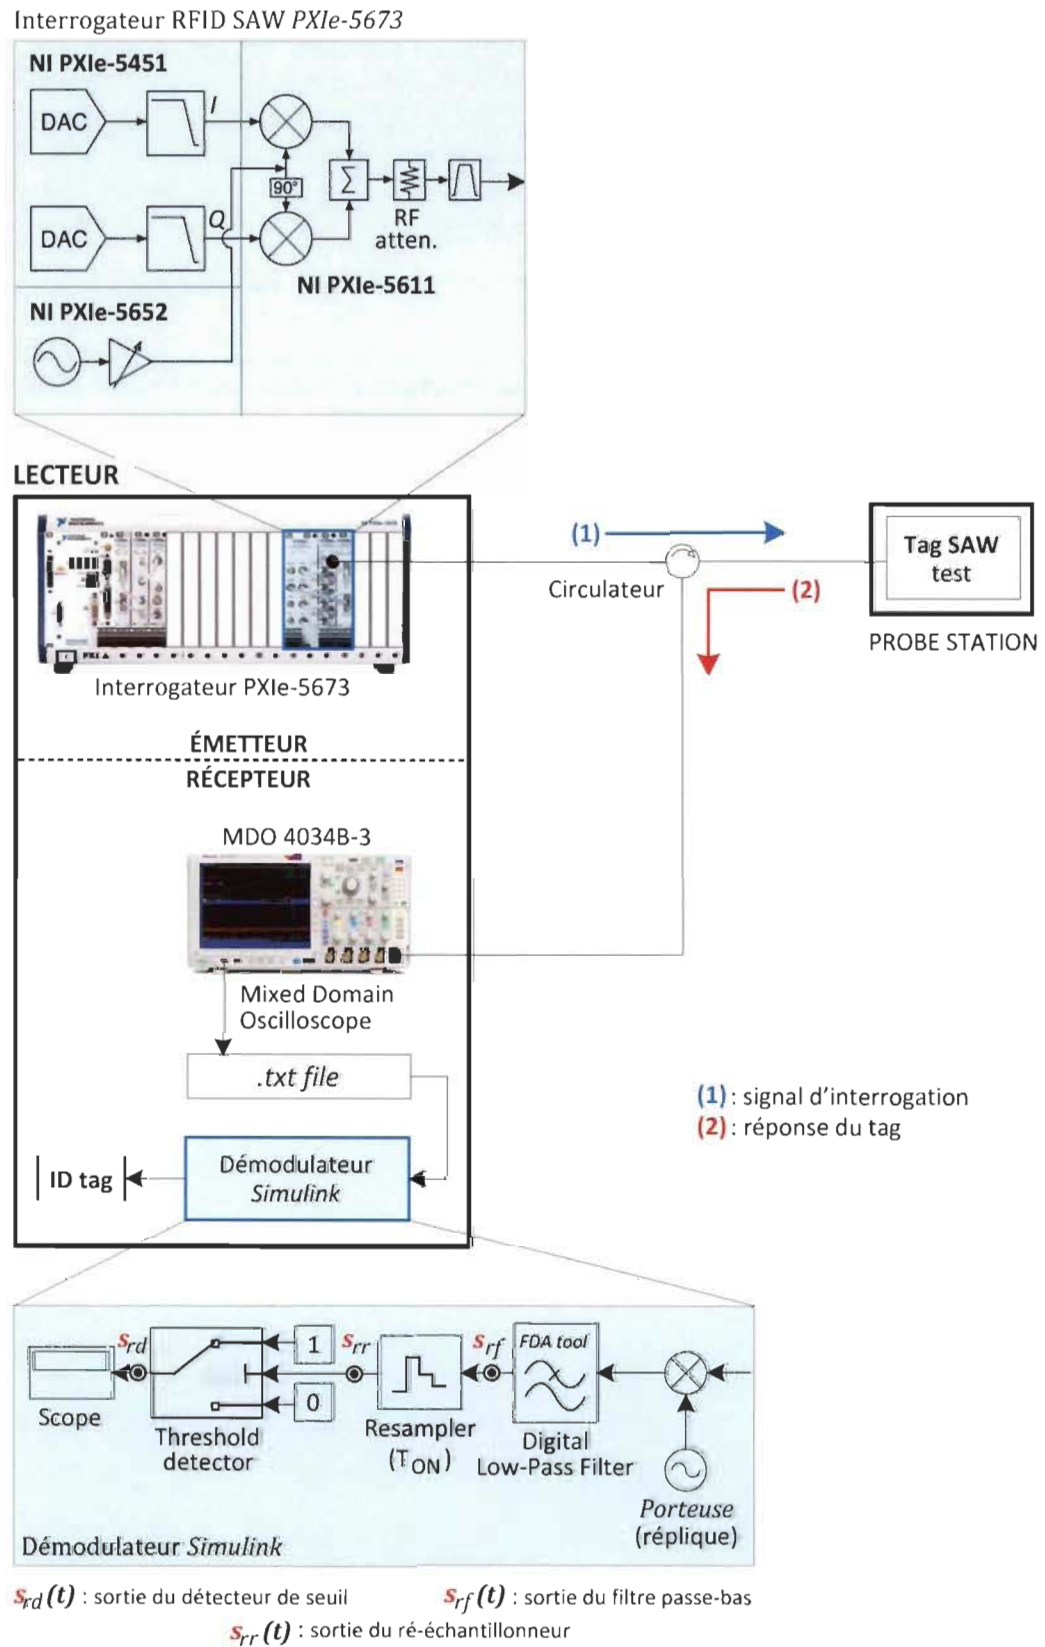 Interrogateur RFID SAW PXIe-5673
NI PXIe-5451
DAC
I
90°
Σ
RF
atten.
DAC
Q
NI PXIe-5611
NI PXIe-5652
LECTEUR
(1)
Circulateur
(2)
Tag SAW
test
PROBE STATION
PXI
Interrogateur PXIe-5673
ÉMETTEUR
RÉCEPTEUR
MDO 4034B-3
Mixed Domain
Oscilloscope
.txt file
(1) : signal d'interrogation
(2) : réponse du tag
ID tag
Démodulateur
Simulink
Srd
1
Srr
Srf
FDA tool
0
Scope
Threshold
detector
Resampler
(TON)
Digital
Low-Pass Filter
Porteuse
(réplique)
Démodulateur Simulink
Srd(t) : sortie du détecteur de seuil
Srf(t) : sortie du filtre passe-bas
Srr(t) : sortie du ré-échantillonneur